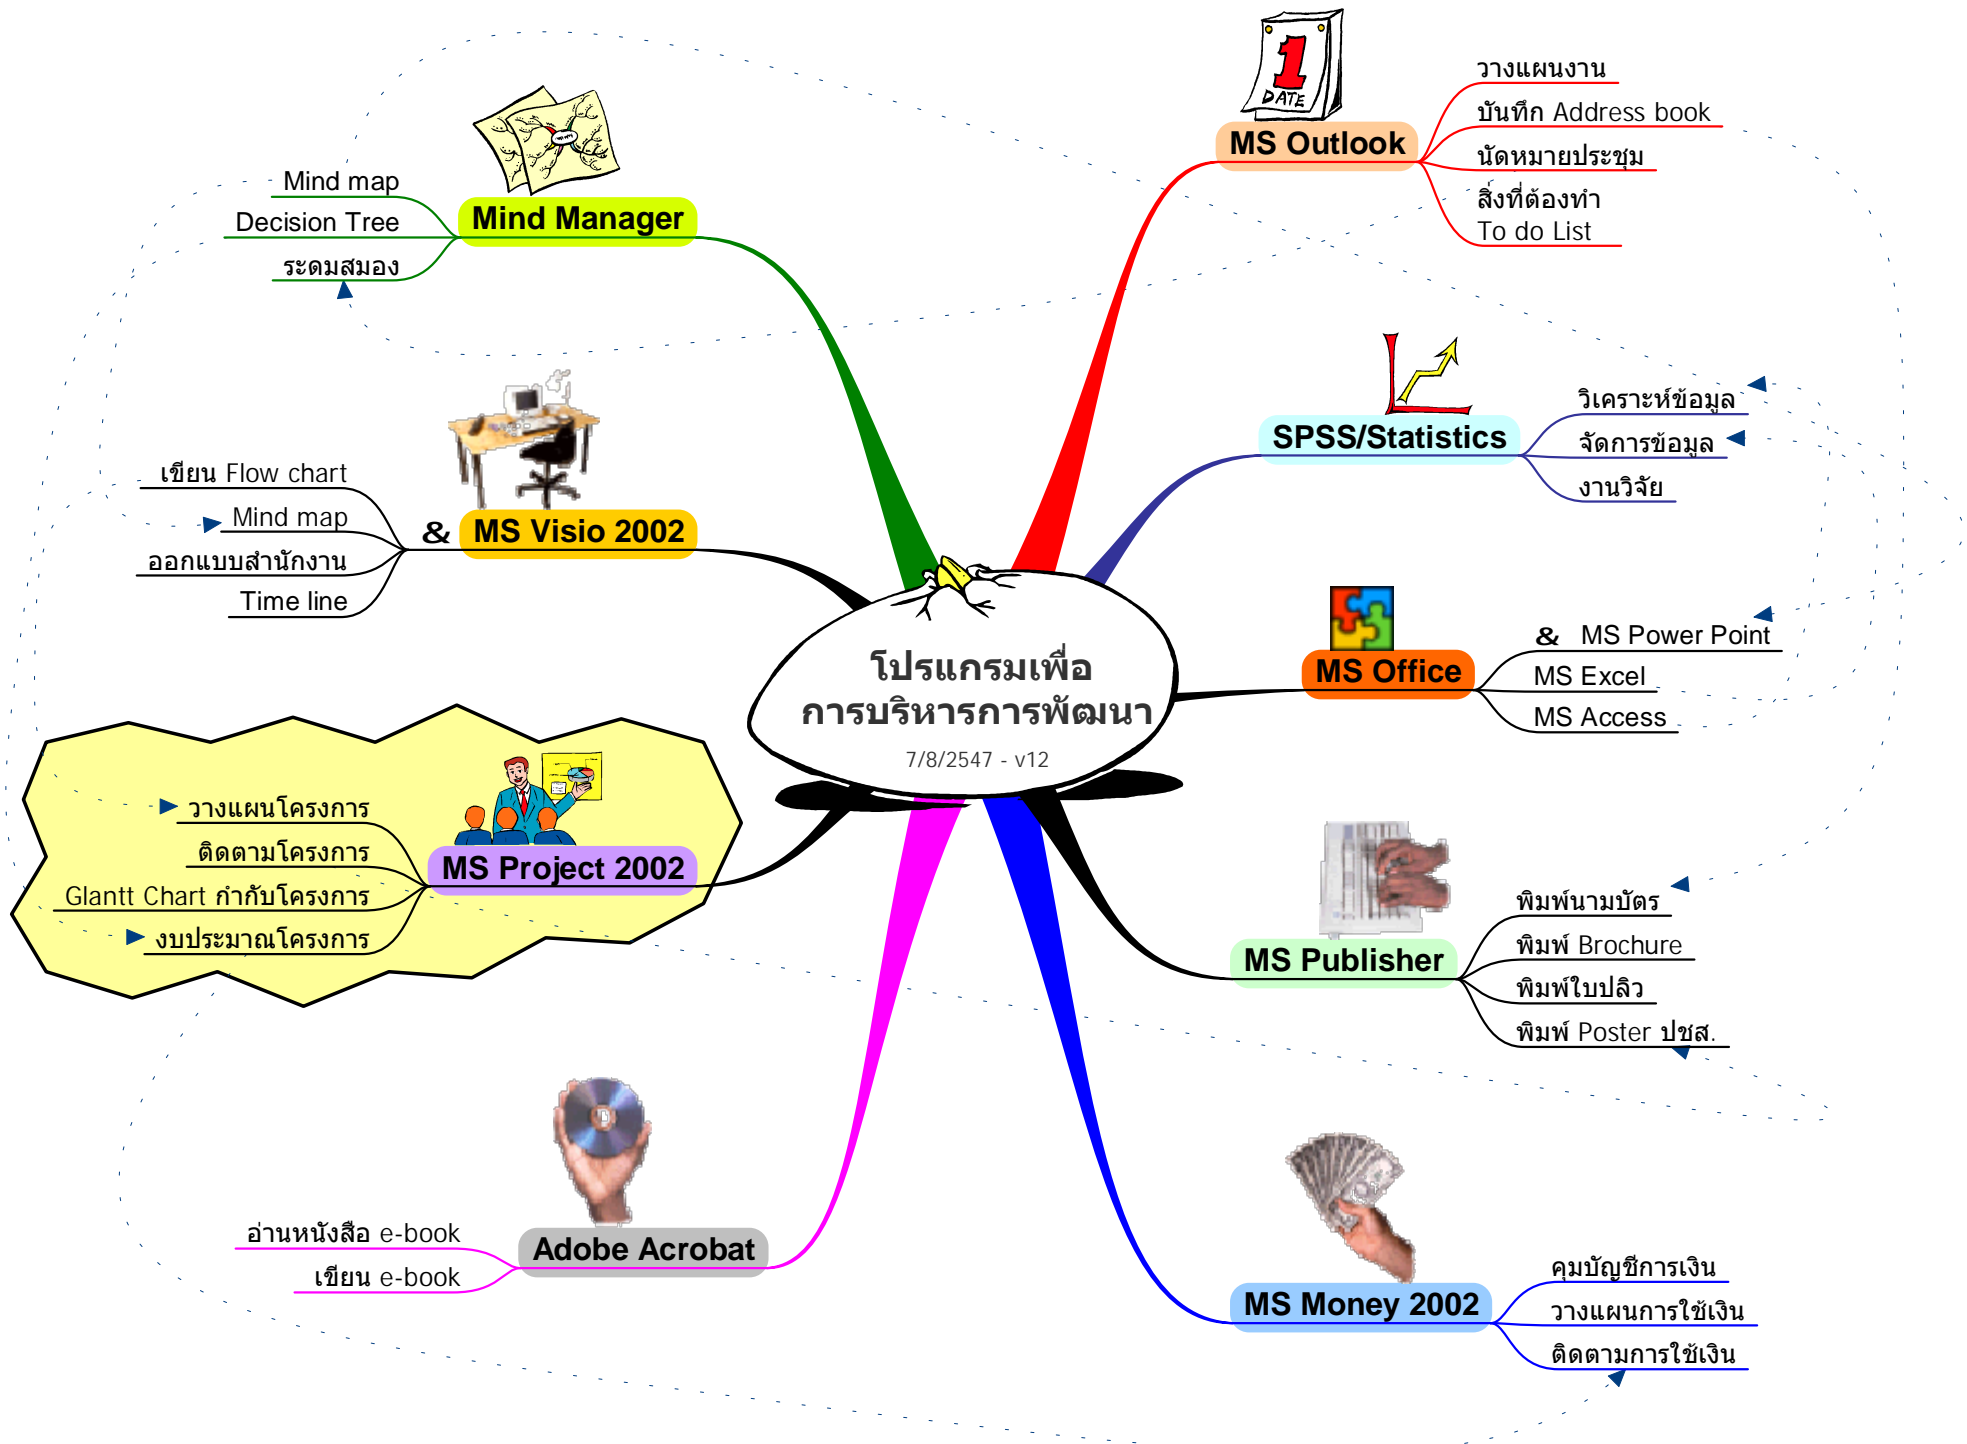 โปรแกรมเพื่อ
การบริหารการพัฒนา
7/8/2547 - v12
MS Outlook
1
DATE
วางแผนงาน
บันทึก Address book
นัดหมายประชุม
สิ่งที่ต้องทำ
To do List
SPSS/Statistics
วิเคราะห์ข้อมูล
จัดการข้อมูล
งานวิจัย
MS Office
& MS Power Point
MS Excel
MS Access
MS Publisher
พิมพ์นามบัตร
พิมพ์ Brochure
พิมพ์ใบปลิว
พิมพ์ Poster ปชส.
MS Money 2002
คุมบัญชีการเงิน
วางแผนการใช้เงิน
ติดตามการใช้เงิน
Adobe Acrobat
อ่านหนังสือ e-book
เขียน e-book
MS Project 2002
วางแผนโครงการ
ติดตามโครงการ
Glantt Chart กำกับโครงการ
งบประมาณโครงการ
& MS Visio 2002
เขียน Flow chart
Mind map
ออกแบบสำนักงาน
Time line
Mind Manager
Mind map
Decision Tree
ระดมสมอง